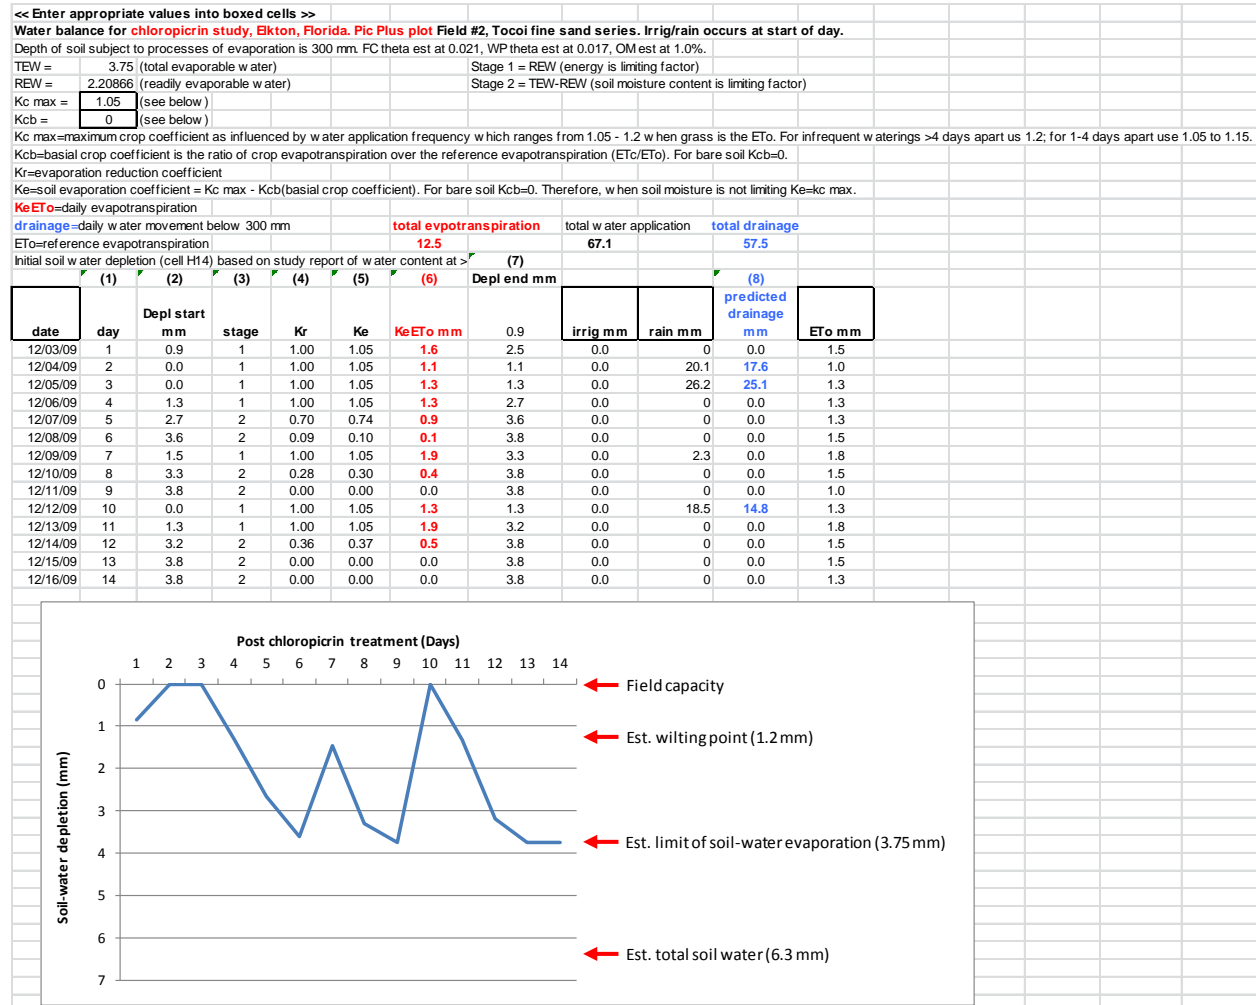 << Enter appropriate values into boxed cells >>
Water balance for chloropicrin study, Elkton, Florida. Pic Plus plot Field #2, Tocoi fine sand series. Irrig/rain occurs at start of day.
Depth of soil subject to processes of evaporation is 300 mm. FC theta est at 0.021, WP theta est at 0.017, OM est at 1.0%.
TEW = 3.75 (total evaporable water) Stage 1 = REW (energy is limiting factor)
REW = 2.20866 (readily evaporable water) Stage 2 = TEW-REW (soil moisture content is limiting factor)
Kc max = 1.05 (see below)
Kcb = 0 (see below)
Kc max=maximum crop coefficient as influenced by water application frequency which ranges from 1.05 - 1.2 when grass is the ETo. For infrequent waterings >4 days apart us 1.2; for 1-4 days apart use 1.05 to 1.15.
Kcb=basial crop coefficient is the ratio of crop evapotranspiration over the reference evapotranspiration (ETc/ETo). For bare soil Kcb=0.
Kr=evaporation reduction coefficient
Ke=soil evaporation coefficient = Kc max - Kcb(basial crop coefficient). For bare soil Kcb=0. Therefore, when soil moisture is not limiting Ke=kc max.
KeETo=daily evapotranspiration
drainage=daily water movement below 300 mm total evpotranspiration total water application total drainage
ETo=reference evapotranspiration 12.5 67.1 57.5
Initial soil water depletion (cell H14) based on study report of water content at > (7)
(1) (2) (3) (4) (5) (6) Depl end mm (8)
predicted
Depl start drainage
date day mm stage Kr Ke KeETo mm 0.9 irrig mm rain mm mm ETo mm
12/03/09 1 0.9 1 1.00 1.05 1.6 2.5 0.0 0 0.0 1.5
12/04/09 2 0.0 1 1.00 1.05 1.1 1.1 0.0 20.1 17.6 1.0
12/05/09 3 0.0 1 1.00 1.05 1.3 1.3 0.0 26.2 25.1 1.3
12/06/09 4 1.3 1 1.00 1.05 1.3 2.7 0.0 0 0.0 1.3
12/07/09 5 2.7 2 0.70 0.74 0.9 3.6 0.0 0 0.0 1.3
12/08/09 6 3.6 2 0.09 0.10 0.1 3.8 0.0 0 0.0 1.5
12/09/09 7 1.5 1 1.00 1.05 1.9 3.3 0.0 2.3 0.0 1.8
12/10/09 8 3.3 2 0.28 0.30 0.4 3.8 0.0 0 0.0 1.5
12/11/09 9 3.8 2 0.00 0.00 0.0 3.8 0.0 0 0.0 1.0
12/12/09 10 0.0 1 1.00 1.05 1.3 1.3 0.0 18.5 14.8 1.3
12/13/09 11 1.3 1 1.00 1.05 1.9 3.2 0.0 0 0.0 1.8
12/14/09 12 3.2 2 0.36 0.37 0.5 3.8 0.0 0 0.0 1.5
12/15/09 13 3.8 2 0.00 0.00 0.0 3.8 0.0 0 0.0 1.5
12/16/09 14 3.8 2 0.00 0.00 0.0 3.8 0.0 0 0.0 1.3
Post chloropicrin treatment (Days)
1 2 3 4 5 6 7 8 9 10 11 12 13 14
0
1
2
3
4
5
6
7
Soil-water depletion (mm)
Field capacity
Est. wilting point (1.2 mm)
Est. limit of soil-water evaporation (3.75 mm)
Est. total soil water (6.3 mm)